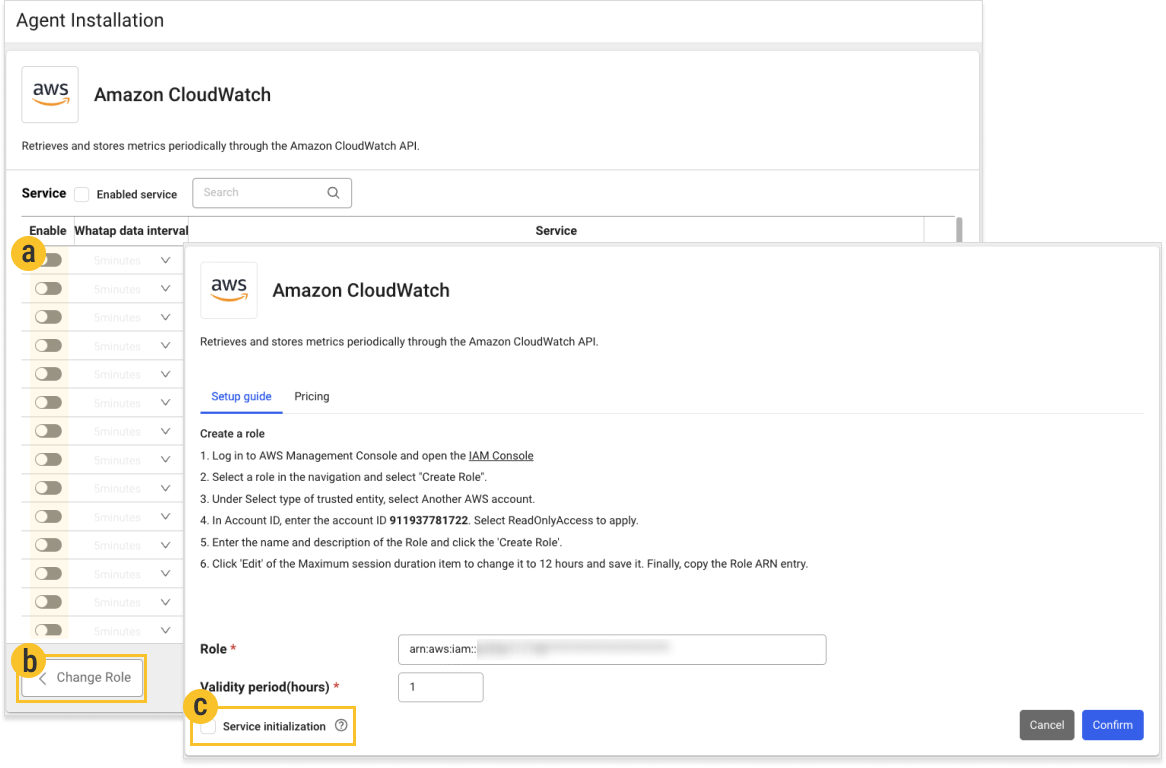 Agent Installation
aws
Amazon CloudWatch
Retrieves and stores metrics periodically through the Amazon CloudWatch API.
Service Enabled service Search
Enable Whatap data interval Service
a
5minutes
5minutes
5minutes
5minutes
5minutes
5minutes
5minutes
5minutes
5minutes
5minutes
5minutes
5minutes
5minutes
5minutes
b
Change Role
aws
Amazon CloudWatch
Retrieves and stores metrics periodically through the Amazon CloudWatch API.
Setup guide Pricing
Create a role
1. Log in to AWS Management Console and open the IAM Console
2. Select a role in the navigation and select "Create Role".
3. Under Select type of trusted entity, select Another AWS account.
4. In Account ID, enter the account ID 911937781722. Select ReadOnlyAccess to apply.
5. Enter the name and description of the Role and click the 'Create Role'.
6. Click 'Edit' of the Maximum session duration item to change it to 12 hours and save it. Finally, copy the Role ARN entry.
Role * arn:aws:iam::
Validity period(hours) * 1
c
Service initialization ?
Cancel Confirm